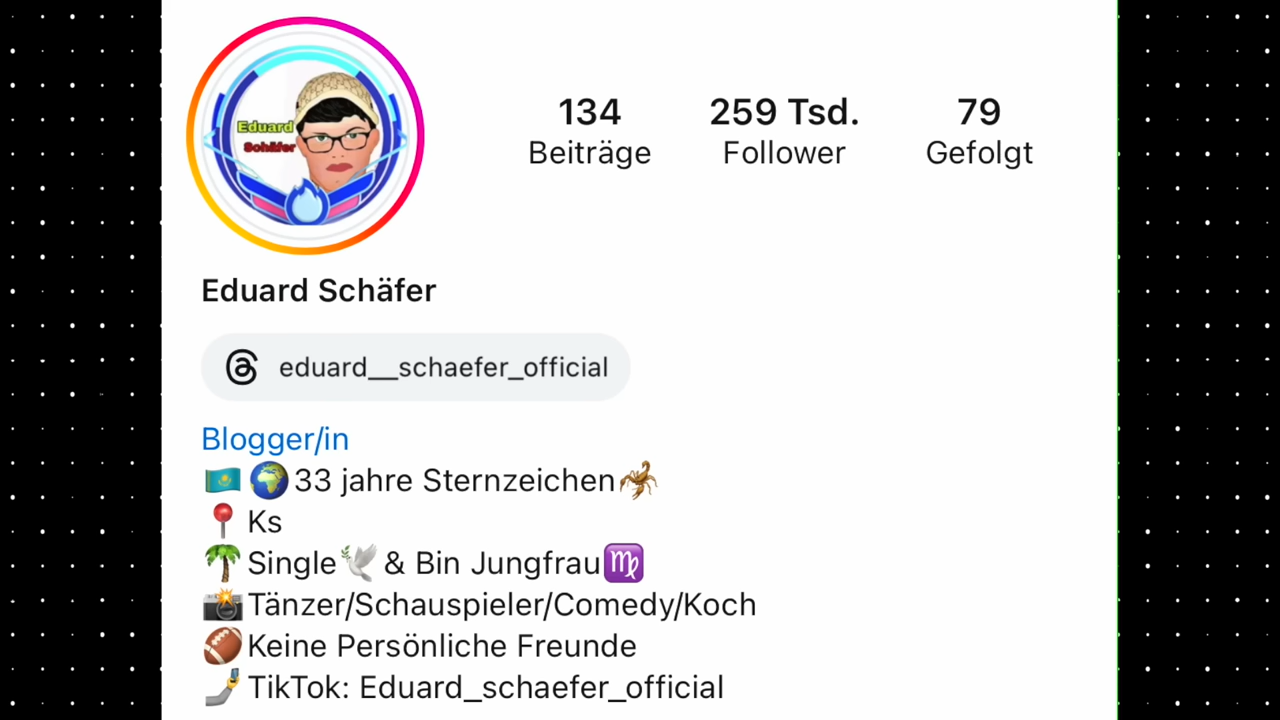 Eduard
Schäfer
134 259 Tsd. 79
Beiträge Follower Gefolgt
Eduard Schäfer
eduard__schaefer_official
Blogger/in
🇰🇿🌍33 jahre Sternzeichen🦂
📍Ks
🌴Single🕊️& Bin Jungfrau♍
📸Tänzer/Schauspieler/Comedy/Koch
🏈Keine Persönliche Freunde
🤳TikTok: Eduard_schaefer_official